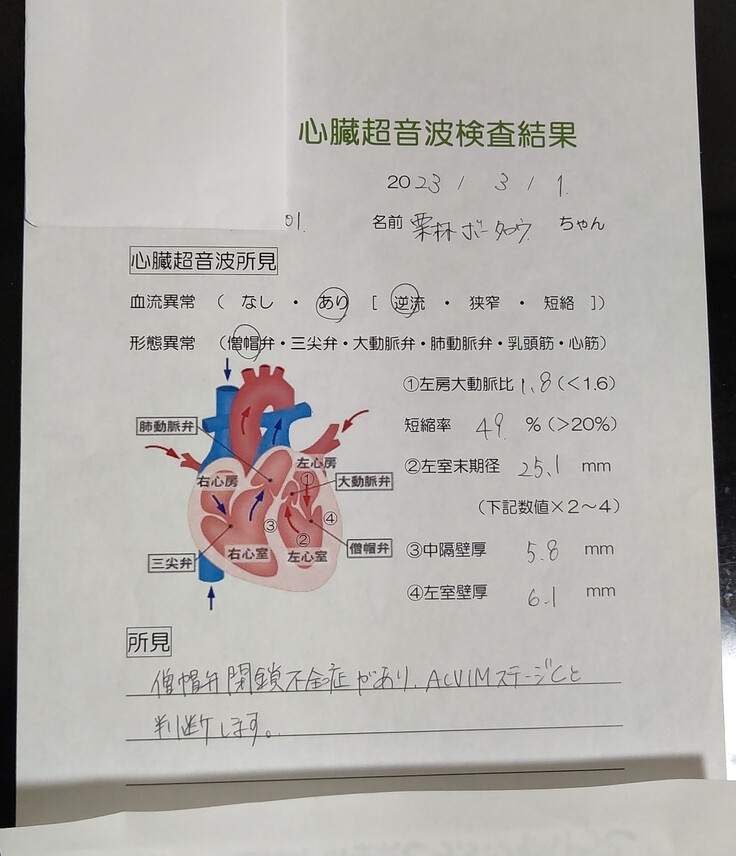 心臓超音波検査結果
2023 / 3 / 1.
01. 名前 栗林ボータロウ ちゃん
心臓超音波所見
血流異常 ( なし ・ あり [ 逆流 ・ 狭窄 ・ 短絡 ] )
形態異常 (僧帽弁・三尖弁・大動脈弁・肺動脈弁・乳頭筋・心筋)
①左房大動脈比 1.8 (<1.6)
短縮率 49 % (>20%)
②左室末期径 25.1 mm
(下記数値×2~4)
③中隔壁厚 5.8 mm
④左室壁厚 6.1 mm
肺動脈弁
左心房
右心房
①
大動脈弁
③
④
②
右心室
左心室
僧帽弁
三尖弁
所見
僧帽弁閉鎖不全症があり、ACVIMステージCと
判断します。